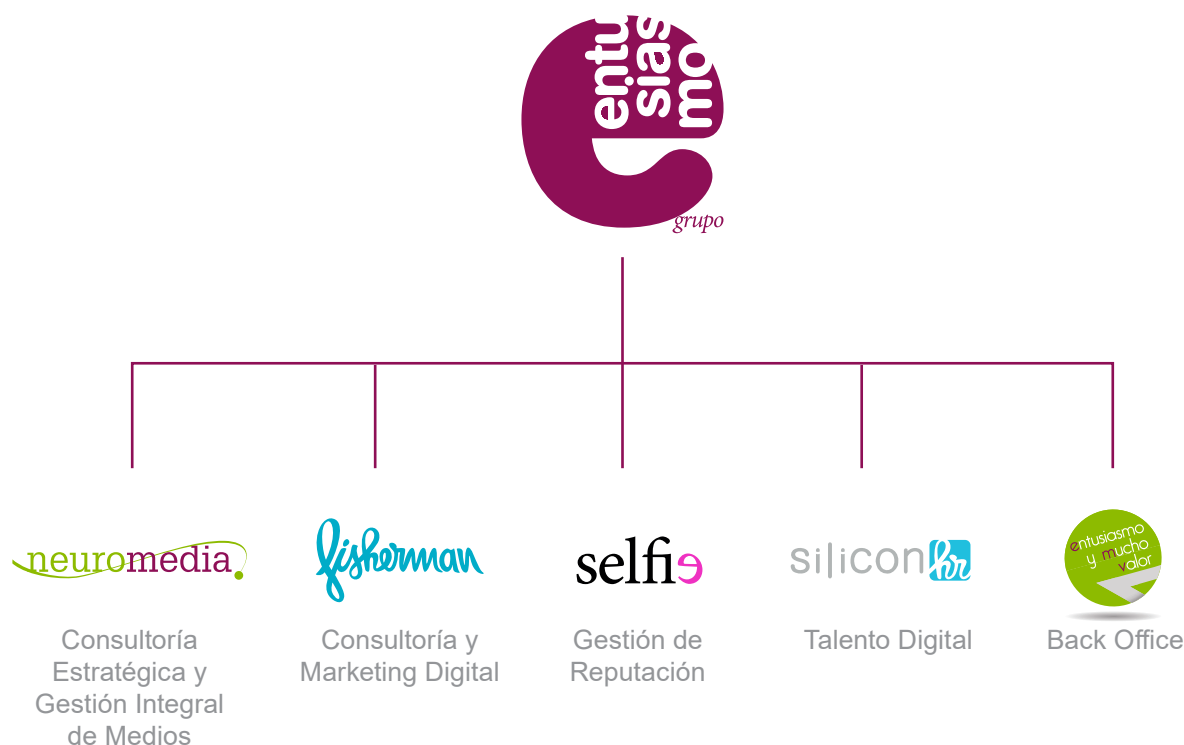 entu
sias
mo
grupo
neuromedia
fisherman
selfie
siliconhr
entusiasmo
y mucho
valor
Consultoría
Estratégica y
Gestión Integral
de Medios
Consultoría y
Marketing Digital
Gestión de
Reputación
Talento Digital
Back Office